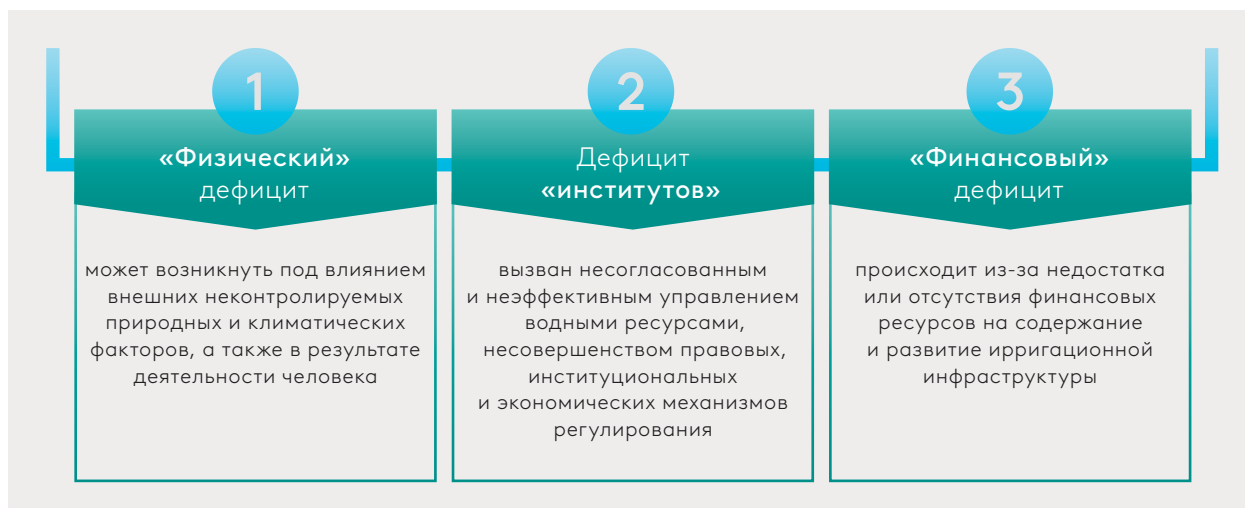 1
«Физический»
дефицит
может возникнуть под влиянием
внешних неконтролируемых
природных и климатических
факторов, а также в результате
деятельности человека
2
Дефицит
«институтов»
вызван несогласованным
и неэффективным управлением
водными ресурсами,
несовершенством правовых,
институциональных
и экономических механизмов
регулирования
3
«Финансовый»
дефицит
происходит из-за недостатка
или отсутствия финансовых
ресурсов на содержание
и развитие ирригационной
инфраструктуры